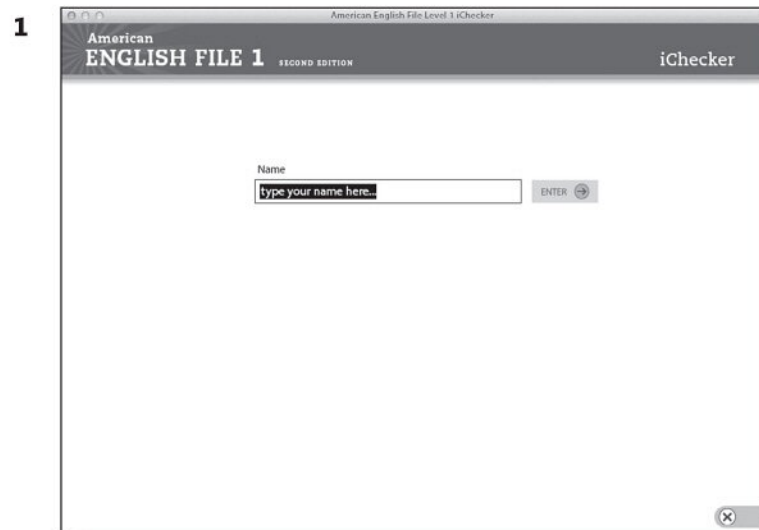 1
American English File Level 1 iChecker
American
ENGLISH FILE 1 SECOND EDITION
iChecker
Name
type your name here...
ENTER